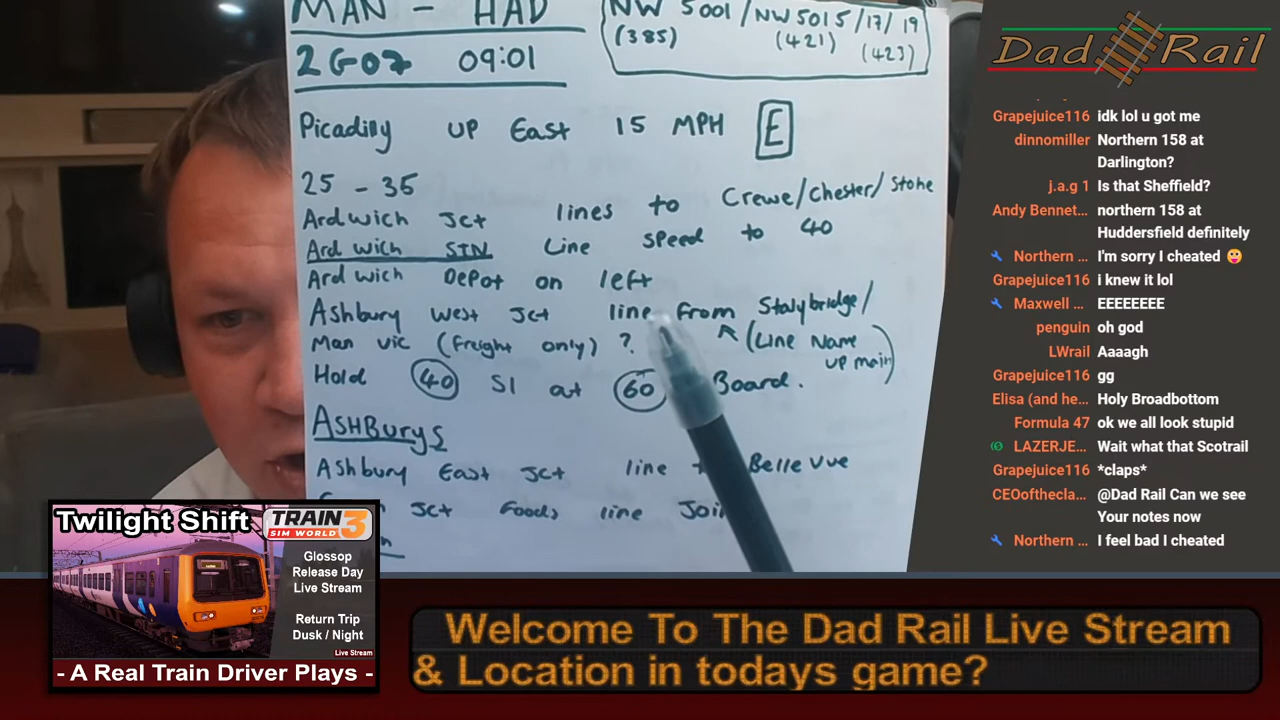 MAN - HAD
2G07 09:01
NW 5001 / NW 5015 / 17 / 19
(385) (421) (423)
Picadilly UP East 15 MPH E
25 - 35
Ardwich Jct lines to Crewe/Chester/Stoke
Ardwich STN Line speed to 40
Ardwich Depot on left
Ashbury West Jct line from Stalybridge/
Man Vic (freight only) ? (Line Name
up main)
Hold 40 SI at 60 Board.
ASHBURYS
Ashbury East Jct line Belle Vue
Jct Goods line Join
Dad Rail
Grapejuice116 idk lol u got me
dinnomiller Northern 158 at
Darlington?
j.a.g 1 Is that Sheffield?
Andy Bennet... northern 158 at
Huddersfield definitely
Northern ... I'm sorry I cheated
Grapejuice116 i knew it lol
Maxwell ... EEEEEEEE
penguin oh god
LWrail Aaaagh
Grapejuice116 gg
Elisa (and he... Holy Broadbottom
Formula 47 ok we all look stupid
LAZERJE... Wait what that Scotrail
Grapejuice116 *claps*
CEOofthecla... @Dad Rail Can we see
Your notes now
Northern ... I feel bad I cheated
Twilight Shift
TRAIN SIM WORLD 3
Glossop
Release Day
Live Stream
Return Trip
Dusk / Night
Live Stream
- A Real Train Driver Plays -
Welcome To The Dad Rail Live Stream
& Location in todays game?